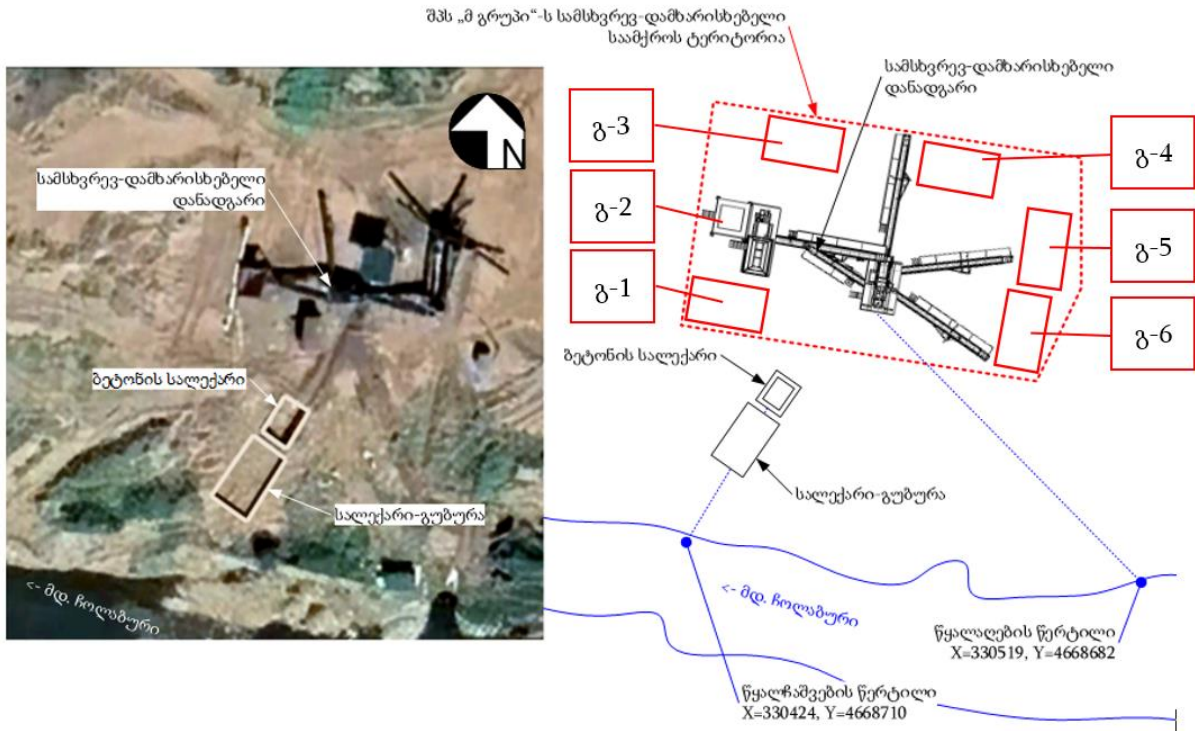 შპს „მ გრუპი“-ს სამსხვრევ-დამხარისხებელი
საამქროს ტერიტორია
სამსხვრევ-დამხარისხებელი
დანადგარი
N
სამსხვრევ-დამხარისხებელი
დანადგარი
გ-3
გ-2
გ-1
გ-4
გ-5
გ-6
ბეტონის სალექარი
ბეტონის სალექარი
სალექარი-გუბურა
სალექარი-გუბურა
<- მდ. ჩოლაბური
<- მდ. ჩოლაბური
წყალაღების წერტილი
X=330519, Y=4668682
წყალჩაშვების წერტილი
X=330424, Y=4668710